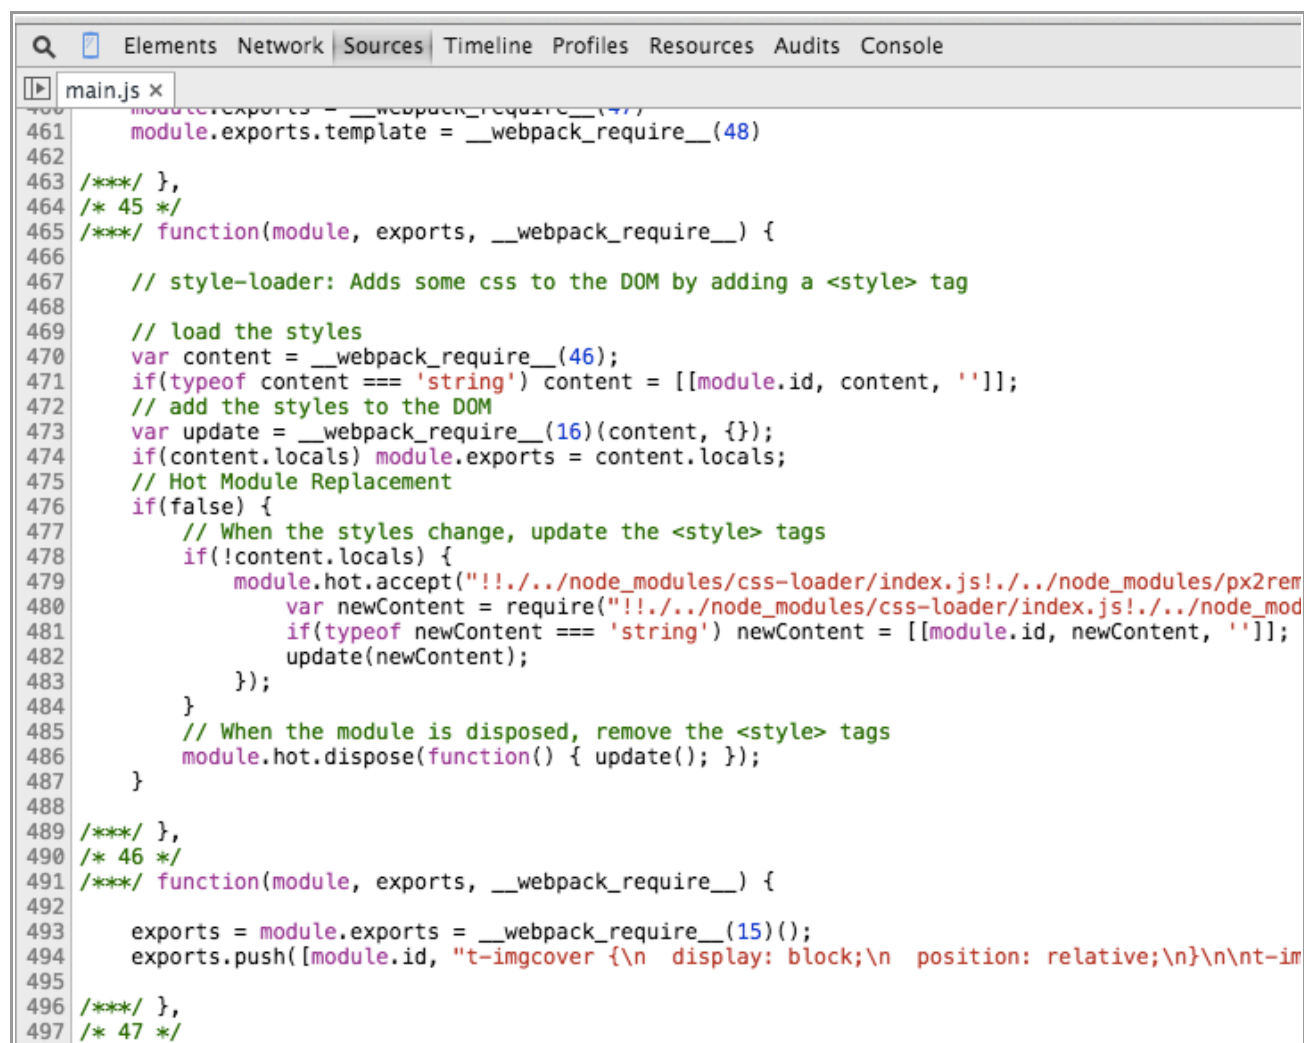 Elements Network Sources Timeline Profiles Resources Audits Console
main.js ×
460 module.exports = __webpack_require__(47)
461 module.exports.template = __webpack_require__(48)
462
463 /***/ },
464 /* 45 */
465 /***/ function(module, exports, __webpack_require__) {
466
467 // style-loader: Adds some css to the DOM by adding a <style> tag
468
469 // load the styles
470 var content = __webpack_require__(46);
471 if(typeof content === 'string') content = [[module.id, content, '']];
472 // add the styles to the DOM
473 var update = __webpack_require__(16)(content, {});
474 if(content.locals) module.exports = content.locals;
475 // Hot Module Replacement
476 if(false) {
477 // When the styles change, update the <style> tags
478 if(!content.locals) {
479 module.hot.accept("!!./../node_modules/css-loader/index.js!./../node_modules/px2rem
480 var newContent = require("!!./../node_modules/css-loader/index.js!./../node_mod
481 if(typeof newContent === 'string') newContent = [[module.id, newContent, '']];
482 update(newContent);
483 });
484 }
485 // When the module is disposed, remove the <style> tags
486 module.hot.dispose(function() { update(); });
487 }
488
489 /***/ },
490 /* 46 */
491 /***/ function(module, exports, __webpack_require__) {
492
493 exports = module.exports = __webpack_require__(15)();
494 exports.push([module.id, "t-imgcover {\n  display: block;\n  position: relative;\n}\n\nt-im
495
496 /***/ },
497 /* 47 */